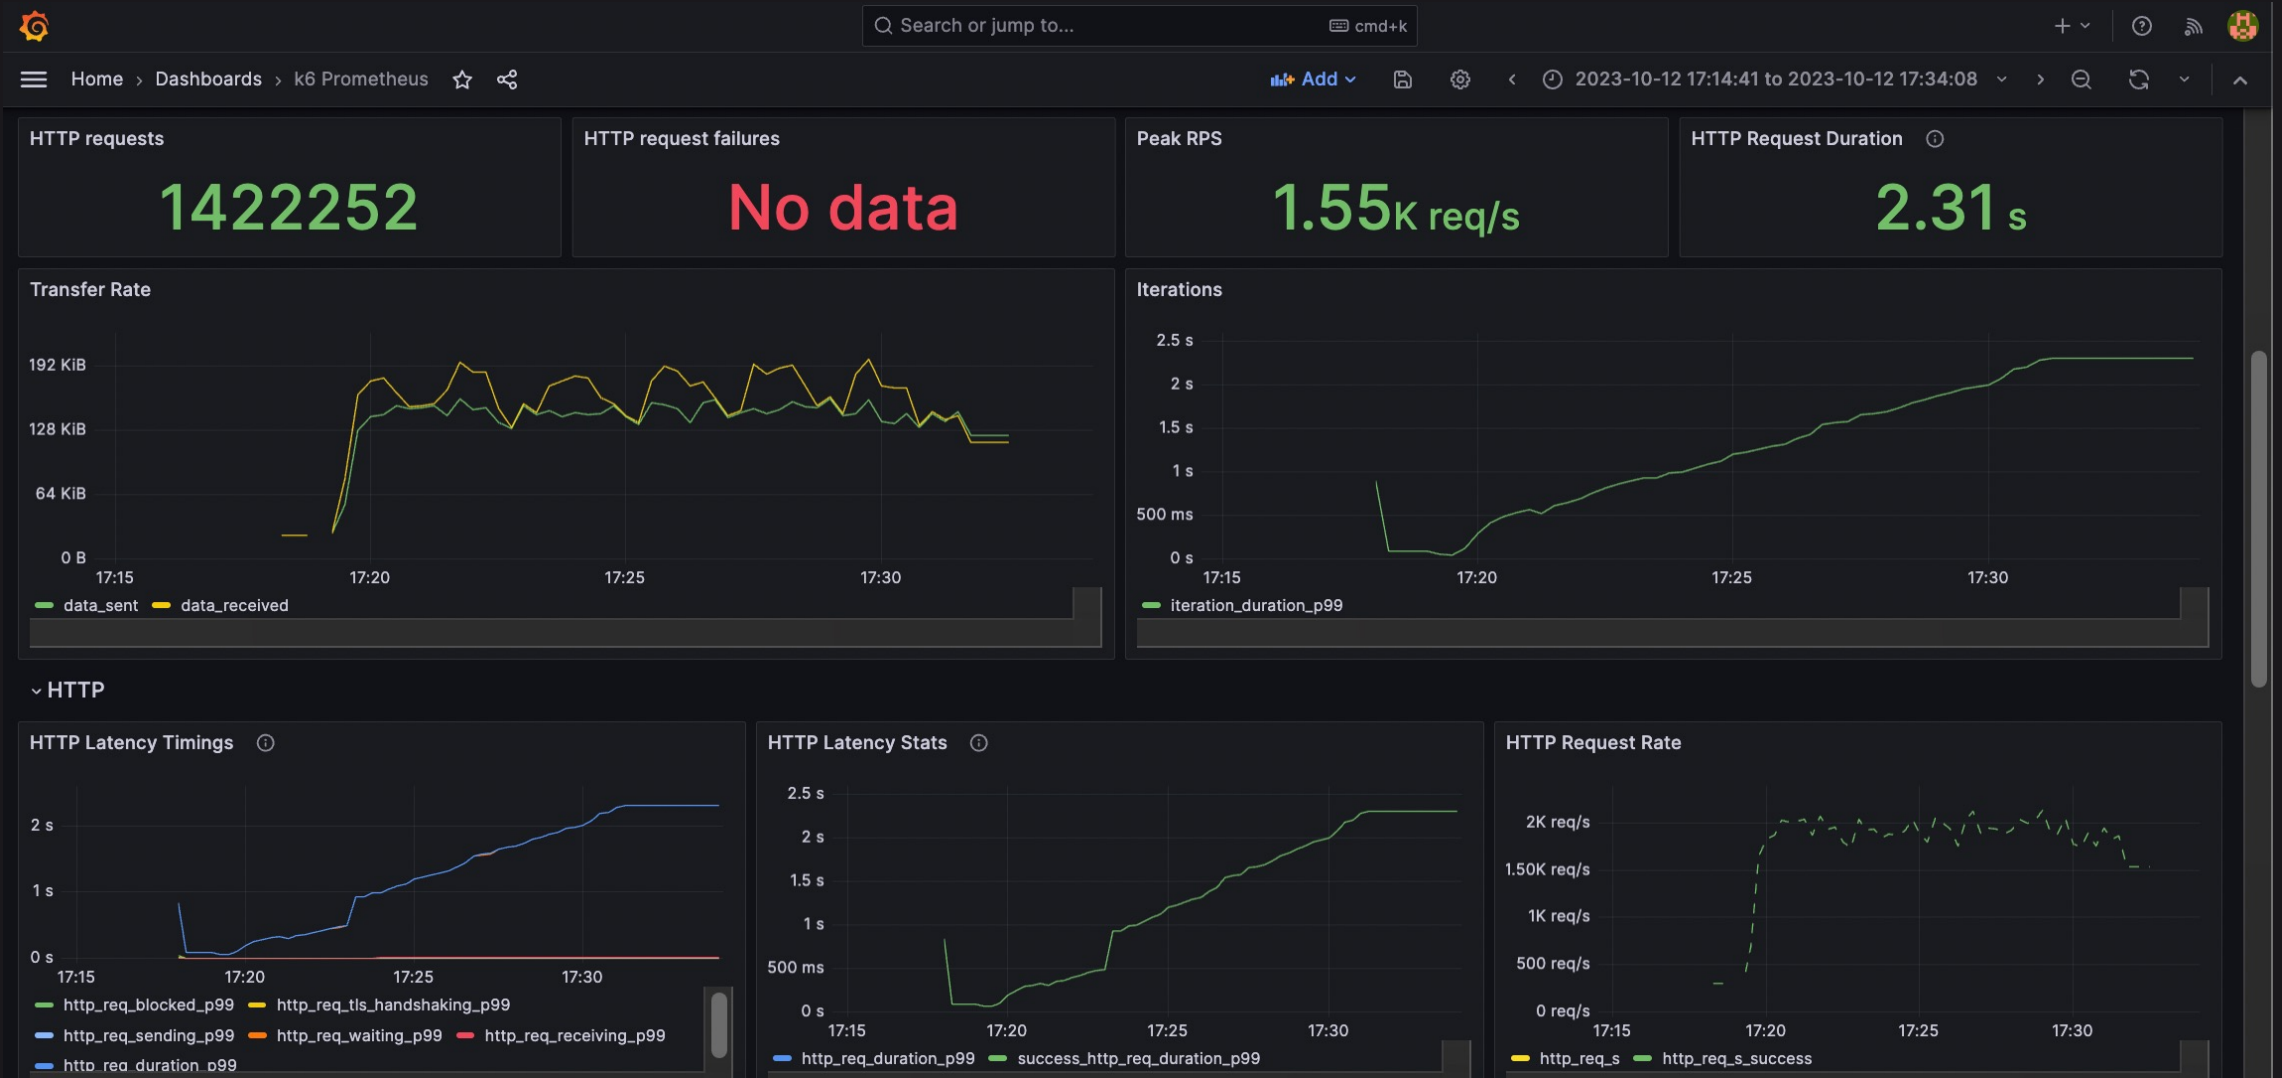 Search or jump to...
cmd+k
Home › Dashboards › k6 Prometheus
Add
2023-10-12 17:14:41 to 2023-10-12 17:34:08
HTTP requests
1422252
HTTP request failures
No data
Peak RPS
1.55K req/s
HTTP Request Duration
2.31 s
Transfer Rate
192 KiB
128 KiB
64 KiB
0 B
17:15 17:20 17:25 17:30
data_sent data_received
Iterations
2.5 s
2 s
1.5 s
1 s
500 ms
0 s
17:15 17:20 17:25 17:30
iteration_duration_p99
HTTP
HTTP Latency Timings
2 s
1 s
0 s
17:15 17:20 17:25 17:30
http_req_blocked_p99 http_req_tls_handshaking_p99
http_req_sending_p99 http_req_waiting_p99 http_req_receiving_p99
http_req_duration_p99
HTTP Latency Stats
2.5 s
2 s
1.5 s
1 s
500 ms
0 s
17:15 17:20 17:25 17:30
http_req_duration_p99 success_http_req_duration_p99
HTTP Request Rate
2K req/s
1.50K req/s
1K req/s
500 req/s
0 req/s
17:15 17:20 17:25 17:30
http_req_s http_req_s_success